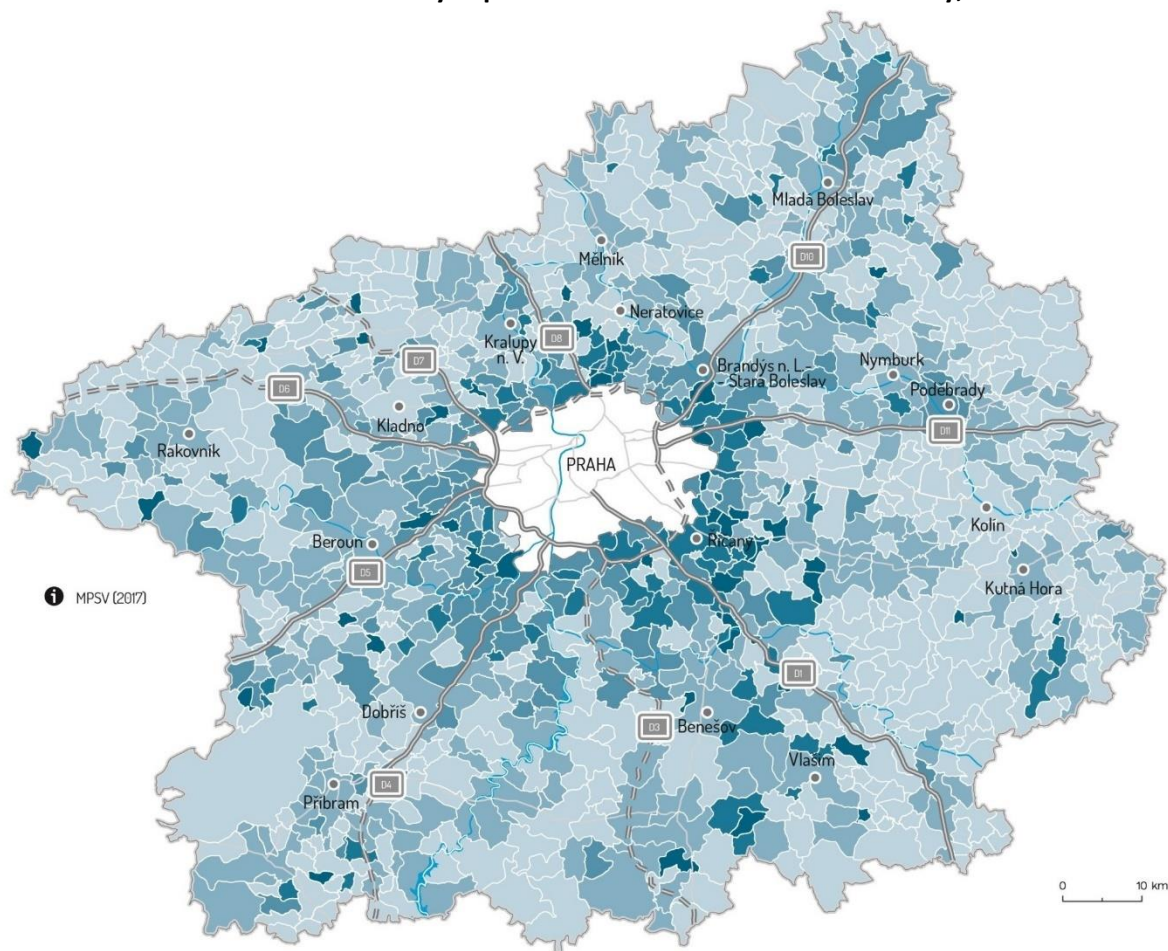 Mladá Boleslav
D10
Mělník
Neratovice
Kralupy
n. V.
D8
D7
Brandýs n. L.-
- Stará Boleslav
Nymburk
Poděbrady
D11
D6
Kladno
Rakovník
PRAHA
Kolín
Říčany
Beroun
D5
Kutná Hora
MPSV (2017)
D1
Dobříš
D3
Benešov
Vlašim
Příbram
D4
0 10 km